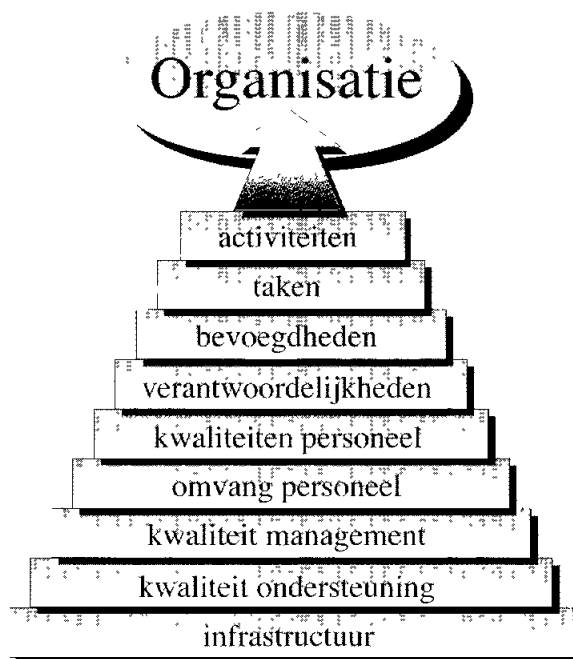 Organisatie
activiteiten
taken
bevoegdheden
verantwoordelijkheden
kwaliteiten personeel
omvang personeel
kwaliteit management
kwaliteit ondersteuning
infrastructuur